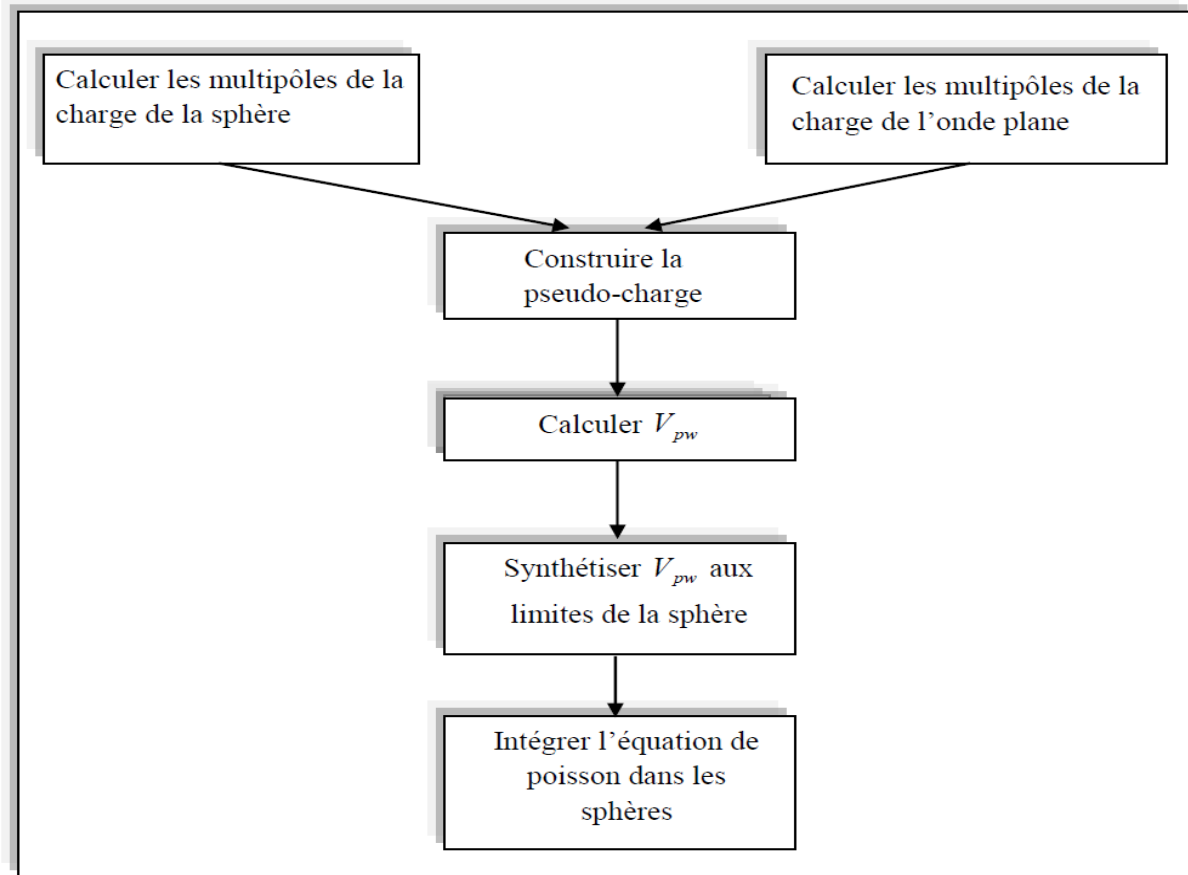 Calculer les multipôles de la
charge de la sphère
Calculer les multipôles de la
charge de l'onde plane
Construire la
pseudo-charge
Calculer V_pw
Synthétiser V_pw aux
limites de la sphère
Intégrer l'équation de
poisson dans les
sphères